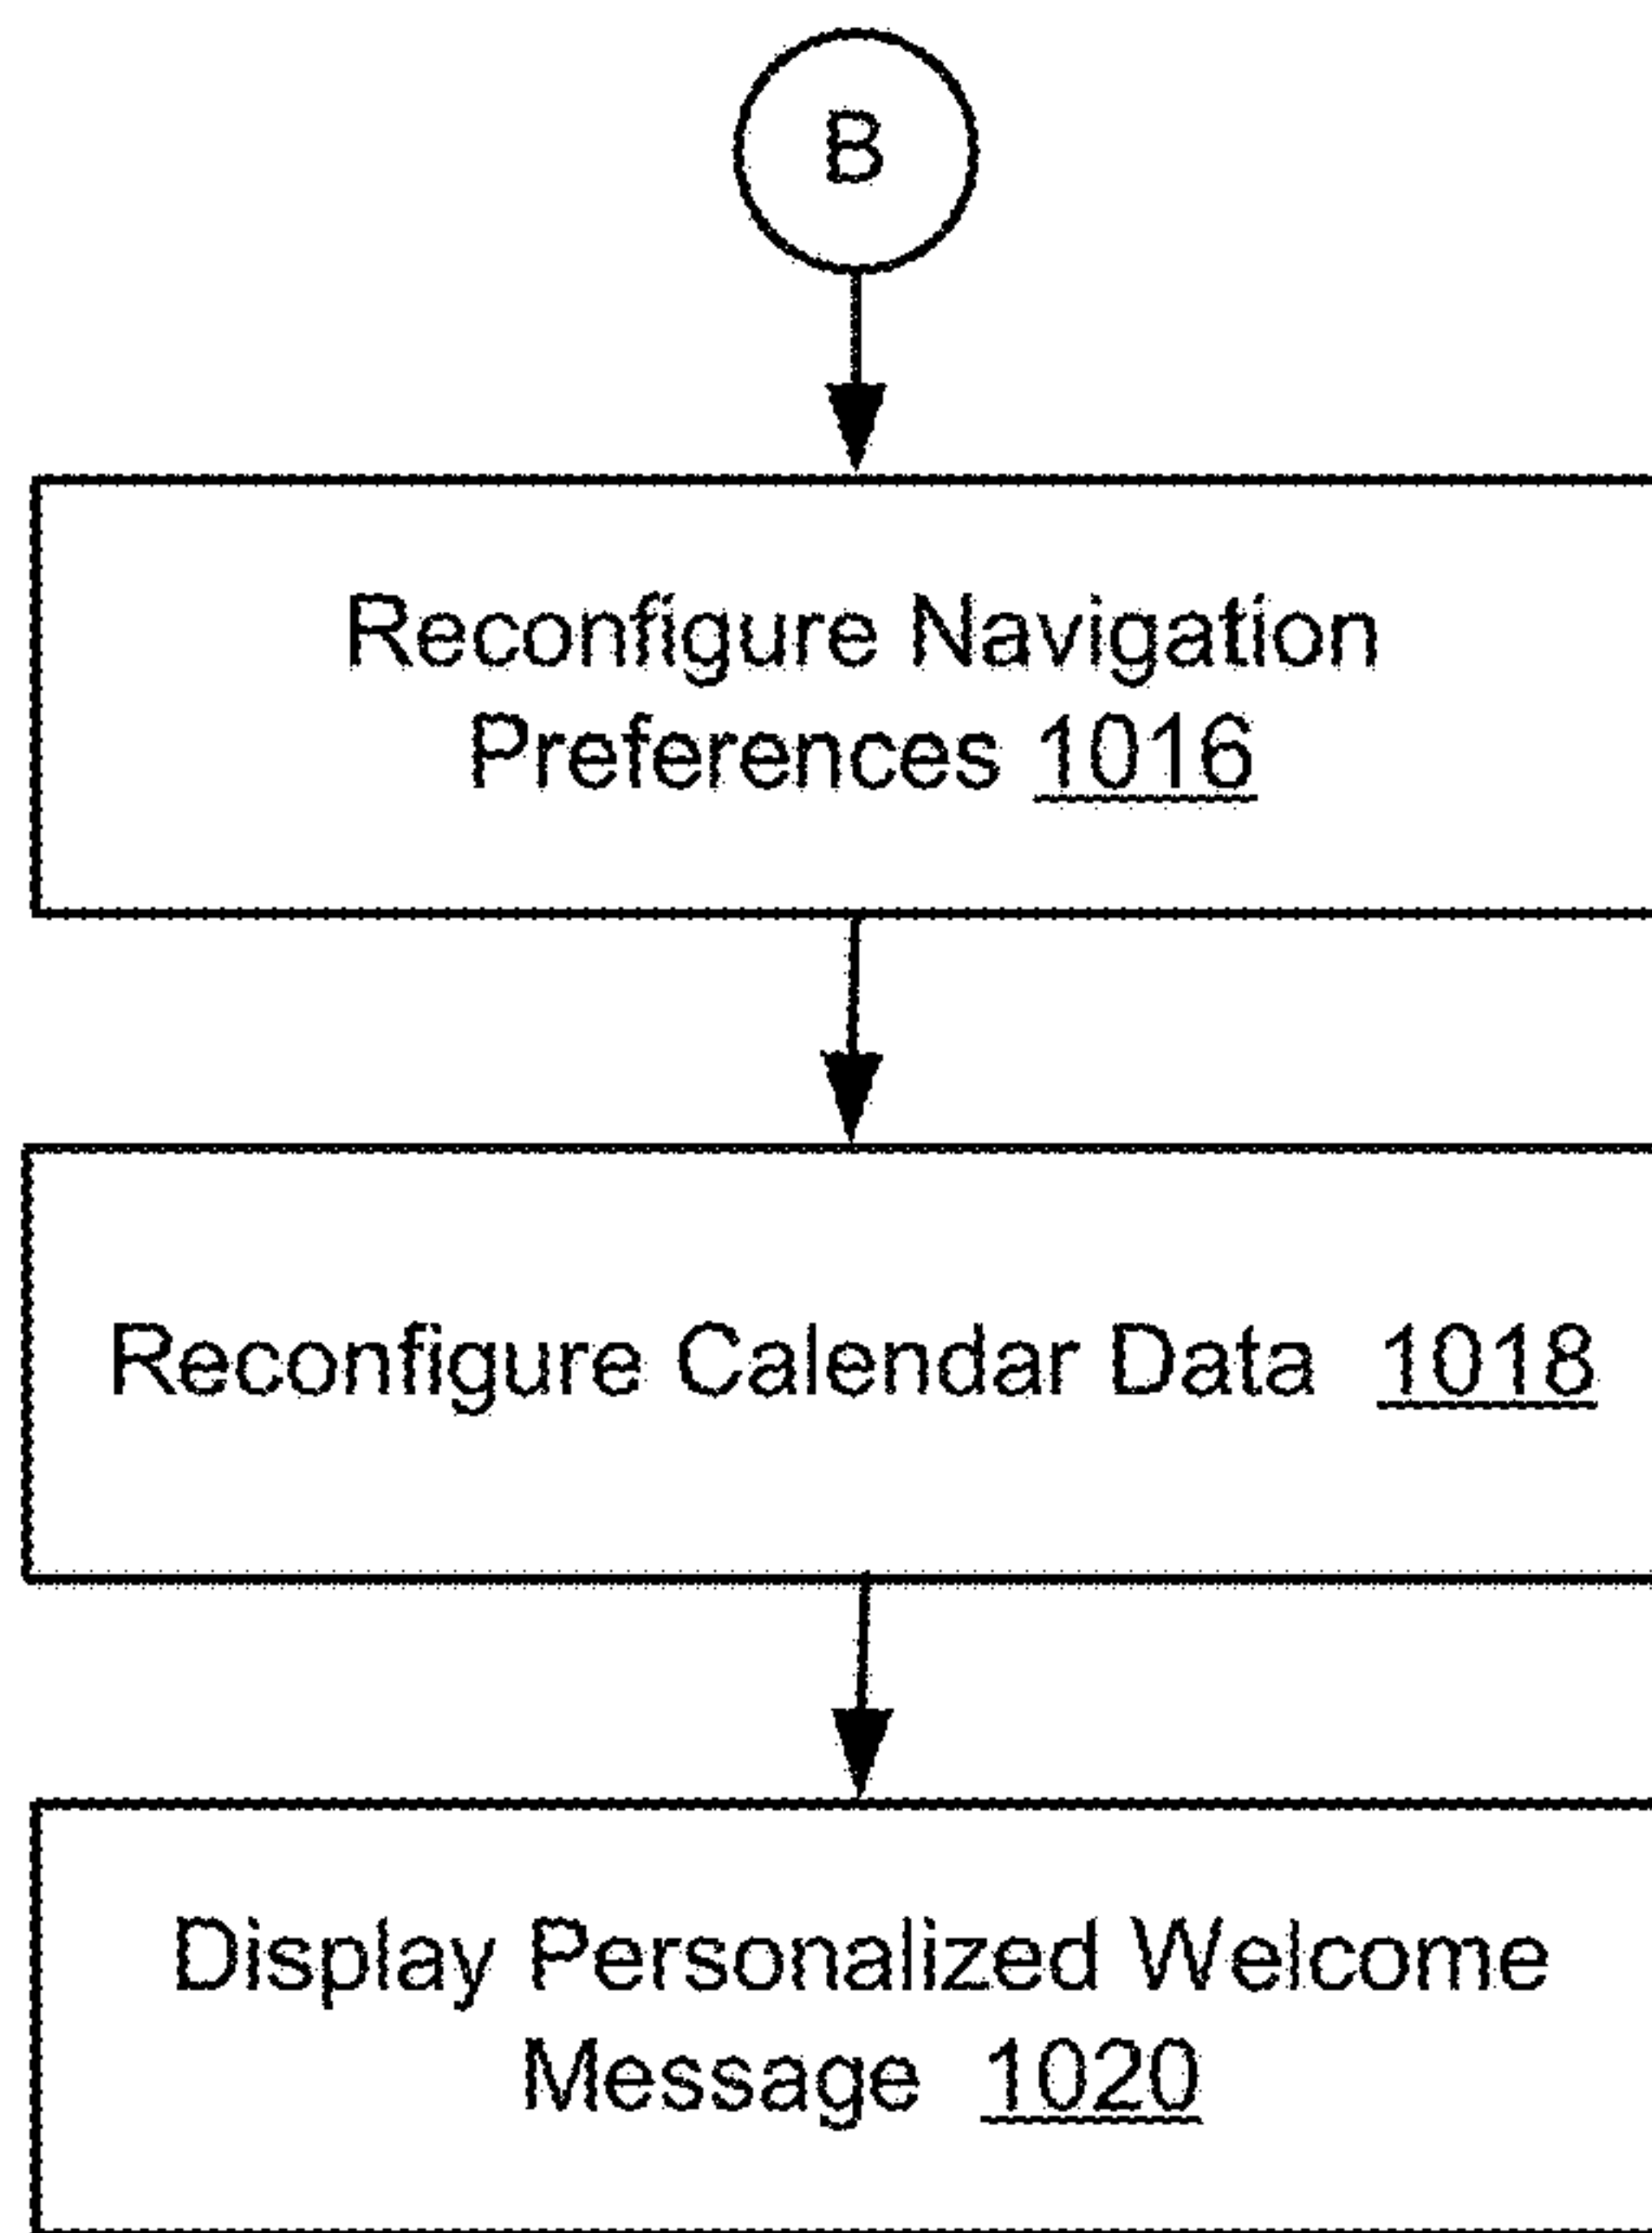 B
Reconfigure Navigation
Preferences 1016
Reconfigure Calendar Data 1018
Display Personalized Welcome
Message 1020